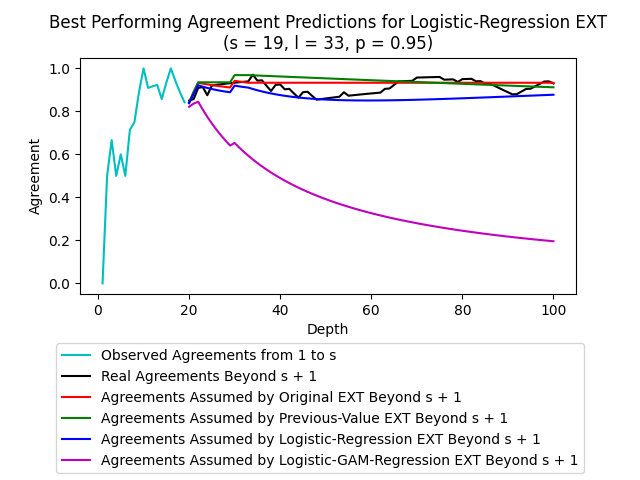 Best Performing Agreement Predictions for Logistic-Regression EXT
(s = 19, l = 33, p = 0.95)
1.0
0.8
0.6
0.4
0.2
0.0
Agreement
0 20 40 60 80 100
Depth
Observed Agreements from 1 to s
Real Agreements Beyond s + 1
Agreements Assumed by Original EXT Beyond s + 1
Agreements Assumed by Previous-Value EXT Beyond s + 1
Agreements Assumed by Logistic-Regression EXT Beyond s + 1
Agreements Assumed by Logistic-GAM-Regression EXT Beyond s + 1